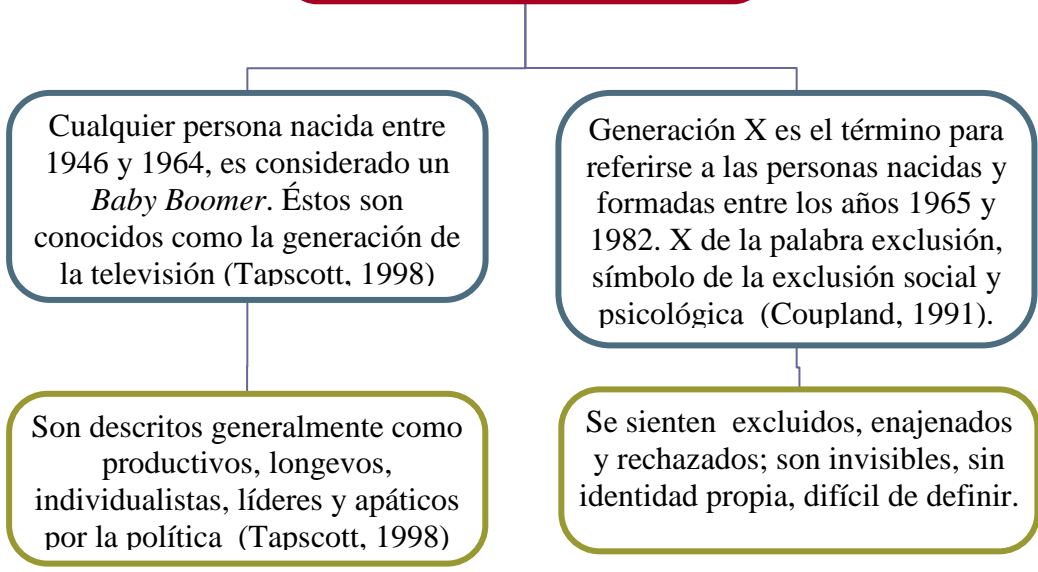 Cualquier persona nacida entre
1946 y 1964, es considerado un
Baby Boomer. Éstos son
conocidos como la generación de
la televisión (Tapscott, 1998)
Generación X es el término para
referirse a las personas nacidas y
formadas entre los años 1965 y
1982. X de la palabra exclusión,
símbolo de la exclusión social y
psicológica (Coupland, 1991).
Son descritos generalmente como
productivos, longevos,
individualistas, líderes y apáticos
por la política (Tapscott, 1998)
Se sienten excluidos, enajenados
y rechazados; son invisibles, sin
identidad propia, difícil de definir.